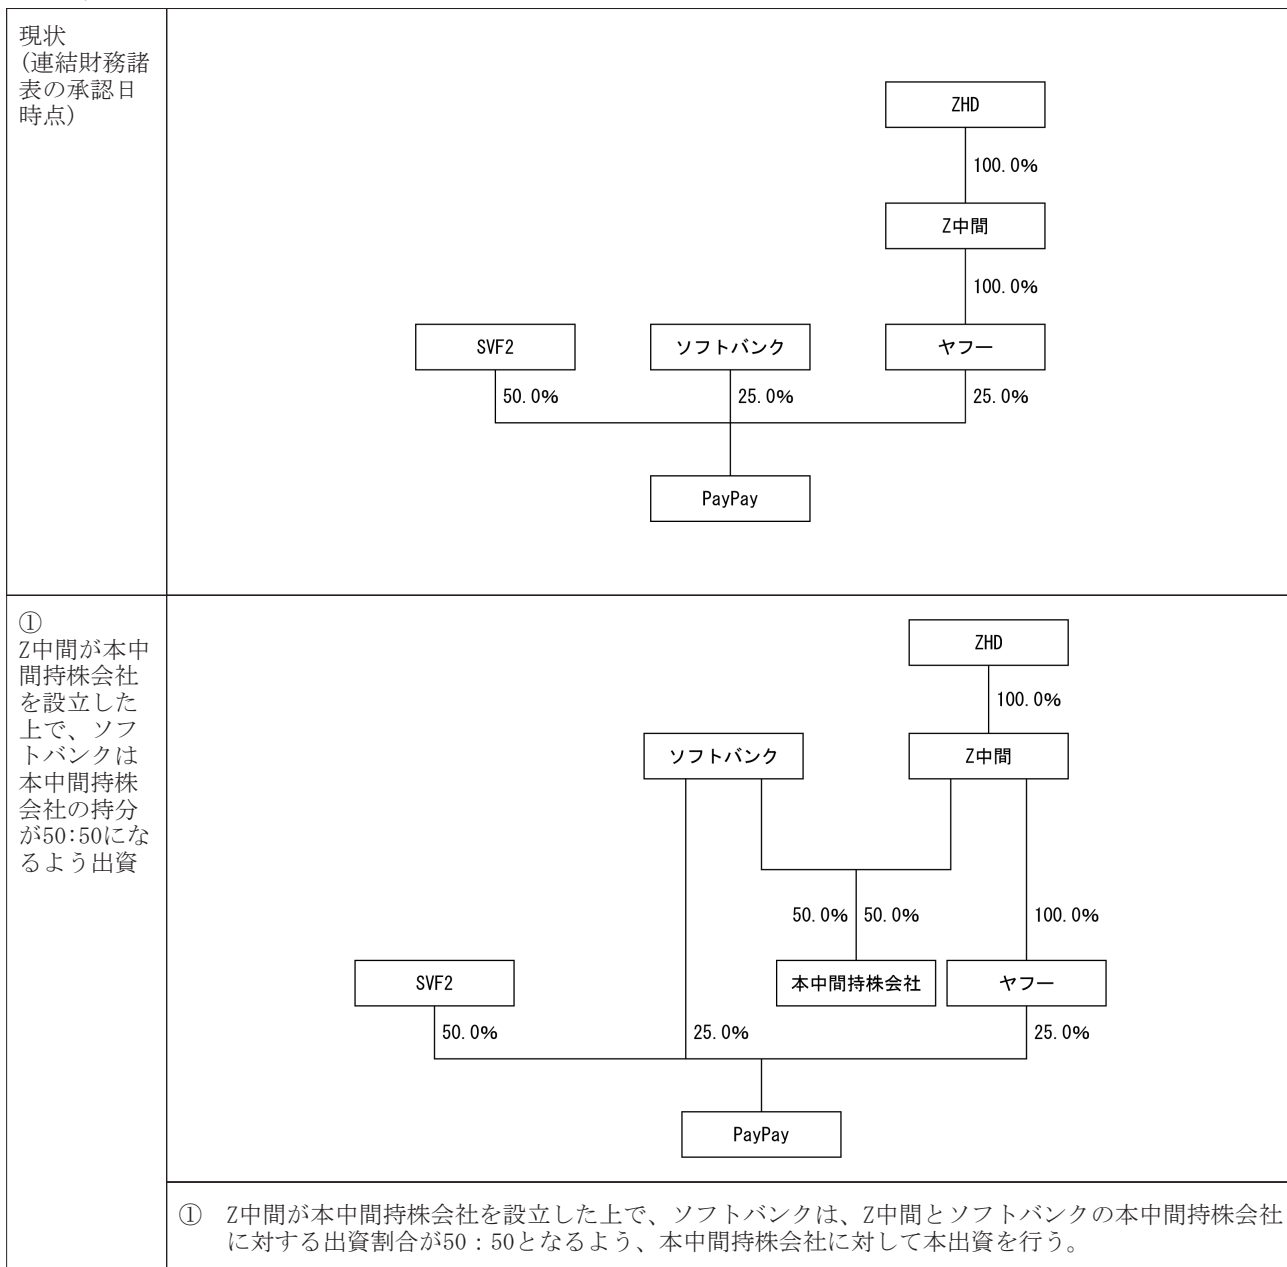 現状
(連結財務諸
表の承認日
時点)
ZHD
100.0%
Z中間
100.0%
SVF2
ソフトバンク
ヤフー
50.0%
25.0%
25.0%
PayPay
①
Z中間が本中
間持株会社
を設立した
上で、ソフ
トバンクは
本中間持株
会社の持分
が50:50にな
るよう出資
ZHD
100.0%
ソフトバンク
Z中間
50.0%
50.0%
100.0%
SVF2
本中間持株会社
ヤフー
50.0%
25.0%
25.0%
PayPay
① Z中間が本中間持株会社を設立した上で、ソフトバンクは、Z中間とソフトバンクの本中間持株会社
に対する出資割合が50：50となるよう、本中間持株会社に対して本出資を行う。